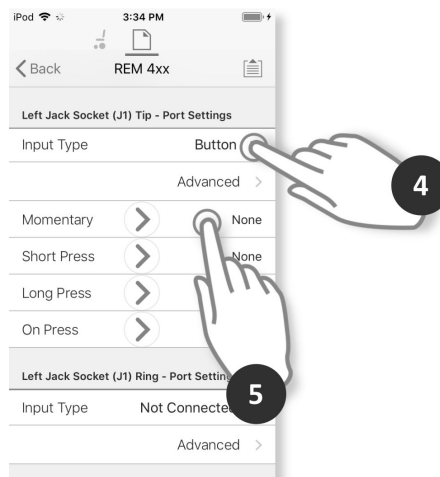 iPod 3:34 PM
Back REM 4xx
Left Jack Socket (J1) Tip - Port Settings
Input Type Button
Advanced
4
Momentary None
Short Press None
Long Press
On Press
Left Jack Socket (J1) Ring - Port
5
Input Type Not
Advanced